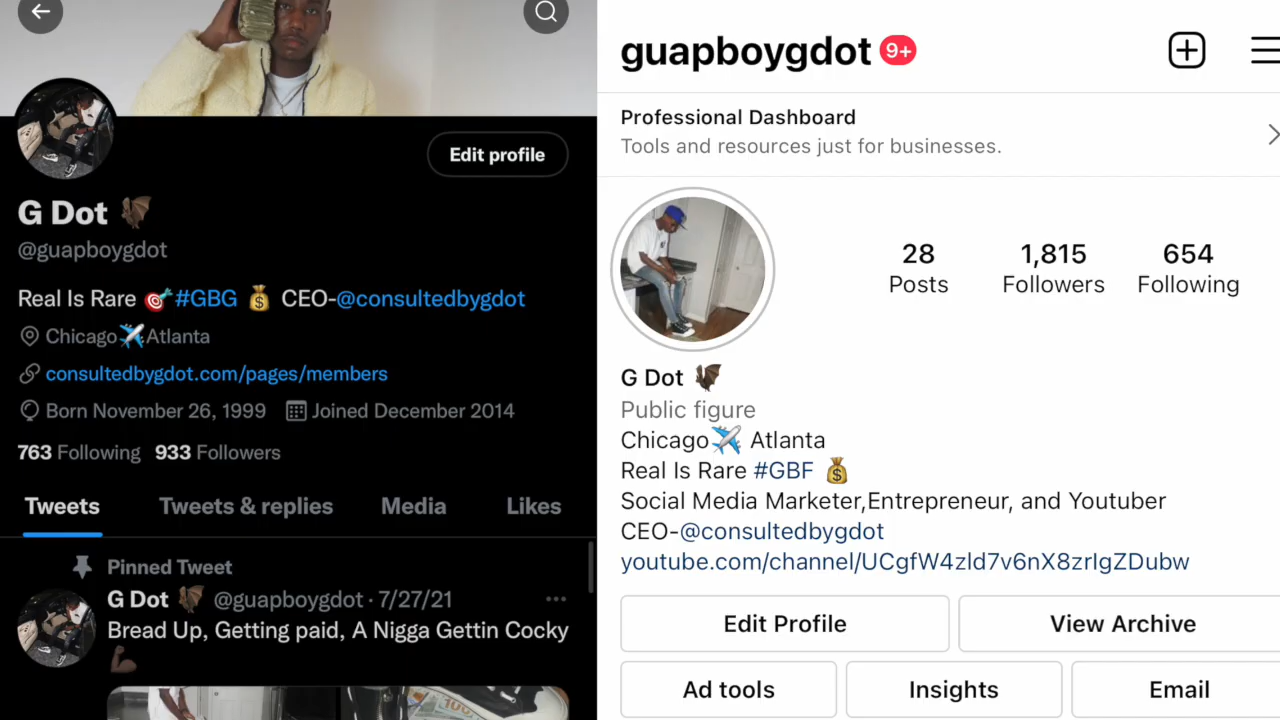 Edit profile
G Dot 🦇
@guapboygdot
Real Is Rare 🎯#GBG 💰 CEO-@consultedbygdot
Chicago✈️Atlanta
consultedbygdot.com/pages/members
Born November 26, 1999 Joined December 2014
763 Following 933 Followers
Tweets Tweets & replies Media Likes
Pinned Tweet
G Dot 🦇 @guapboygdot · 7/27/21 ···
Bread Up, Getting paid, A Nigga Gettin Cocky
💪🏿
guapboygdot 9+
Professional Dashboard
Tools and resources just for businesses.
28 1,815 654
Posts Followers Following
G Dot 🦇
Public figure
Chicago✈️ Atlanta
Real Is Rare #GBF 💰
Social Media Marketer,Entrepreneur, and Youtuber
CEO-@consultedbygdot
youtube.com/channel/UCgfW4zld7v6nX8zrIgZDubw
Edit Profile View Archive
Ad tools Insights Email